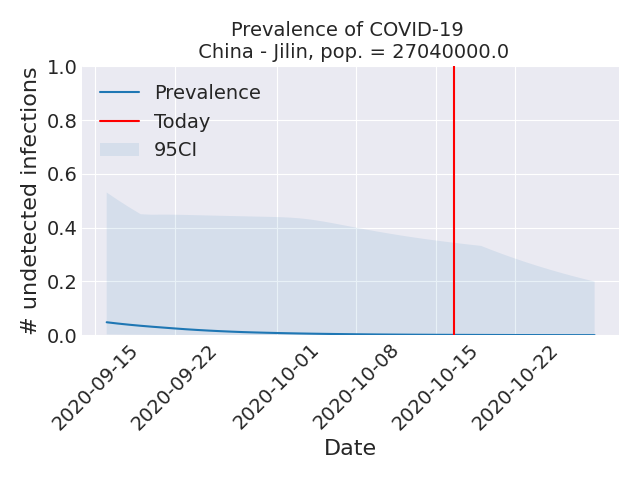 Prevalence of COVID-19
China - Jilin, pop. = 27040000.0
# undetected infections
1.0
0.8
0.6
0.4
0.2
0.0
Prevalence
Today
95CI
2020-09-15
2020-09-22
2020-10-01
2020-10-08
2020-10-15
2020-10-22
Date